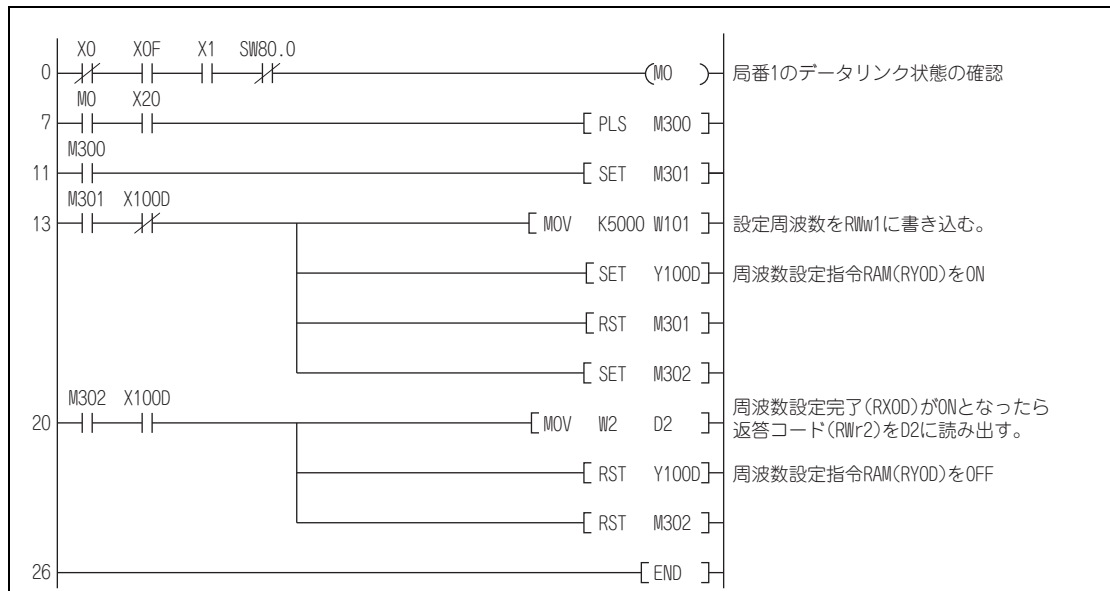 X0 X0F X1 SW80.0
0 M0 局番1のデータリンク状態の確認
M0 X20
7 PLS M300
M300
11 SET M301
M301 X100D
13 MOV K5000 W101 設定周波数をRWw1に書き込む。
SET Y100D 周波数設定指令RAM(RY0D)をON
RST M301
SET M302
M302 X100D
20 MOV W2 D2 周波数設定完了(RX0D)がONとなったら
返答コード(RWr2)をD2に読み出す。
RST Y100D 周波数設定指令RAM(RY0D)をOFF
RST M302
26 END